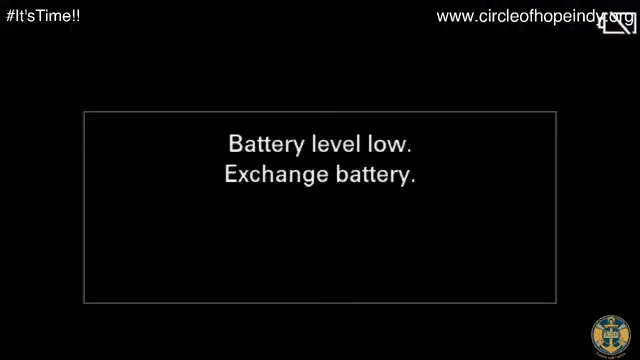 #It'sTime!!
www.circleofhopeindy.org
Battery level low.
Exchange battery.